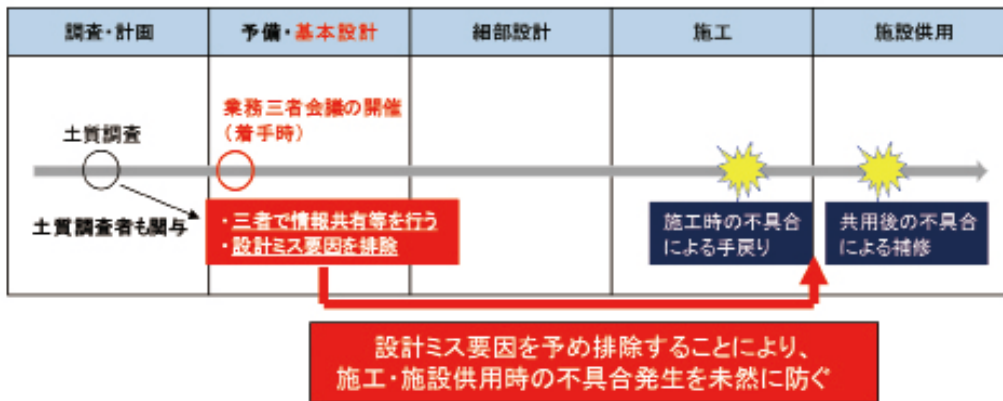 調査・計画
予備・基本設計
細部設計
施工
施設供用
業務三者会議の開催
(着手時)
土質調査
土質調査者も関与
・三者で情報共有等を行う
・設計ミス要因を排除
施工時の不具合
による手戻り
共用後の不具合
による補修
設計ミス要因を予め排除することにより、
施工・施設供用時の不具合発生を未然に防ぐ